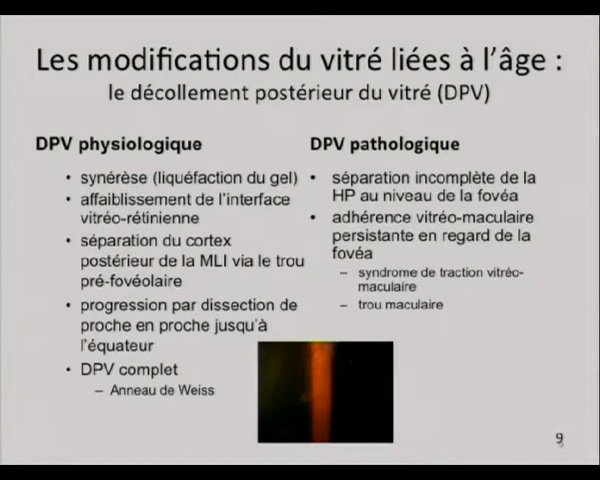 Les modifications du vitré liées à l'âge :
le décollement postérieur du vitré (DPV)
DPV physiologique
• synérèse (liquéfaction du gel)
• affaiblissement de l'interface
vitréo-rétinienne
• séparation du cortex
postérieur de la MLI via le trou
pré-fovéolaire
• progression par dissection de
proche en proche jusqu'à
l'équateur
• DPV complet
– Anneau de Weiss
DPV pathologique
• séparation incomplète de la
HP au niveau de la fovéa
• adhérence vitréo-maculaire
persistante en regard de la
fovéa
– syndrome de traction vitréo-
maculaire
– trou maculaire
9